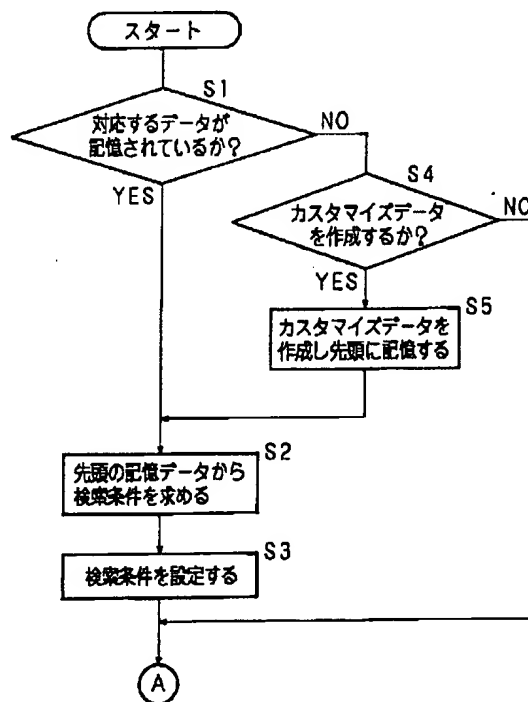 スタート
S1
対応するデータが
記憶されているか?
NO
YES
S4
カスタマイズデータ
を作成するか?
NO
YES
S5
カスタマイズデータを
作成し先頭に記憶する
S2
先頭の記憶データから
検索条件を求める
S3
検索条件を設定する
A